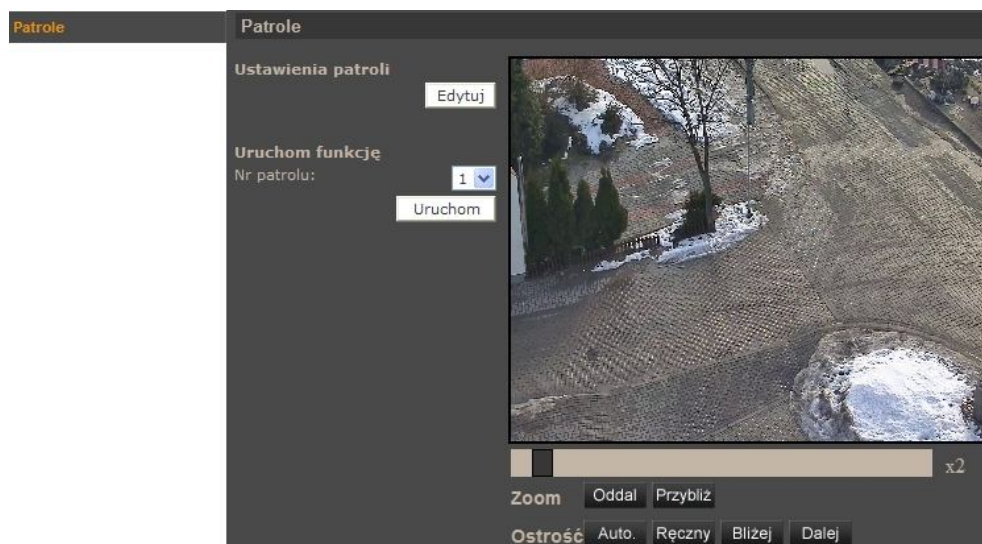 Patrole
Patrole
Ustawienia patroli
Edytuj
Uruchom funkcję
Nr patrolu:
1
Uruchom
x2
Zoom
Oddal
Przybliż
Ostrość
Auto.
Ręczny
Bliżej
Dalej